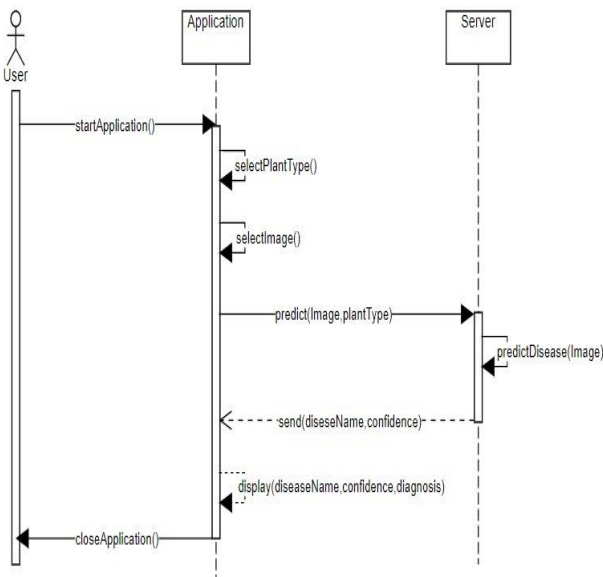 Application
Server
User
startApplication()
selectPlantType()
selectImage()
predict(Image,plantType)
predictDisease(Image)
send(diseseName,confidence)
display(diseaseName,confidence,diagnosis)
closeApplication()